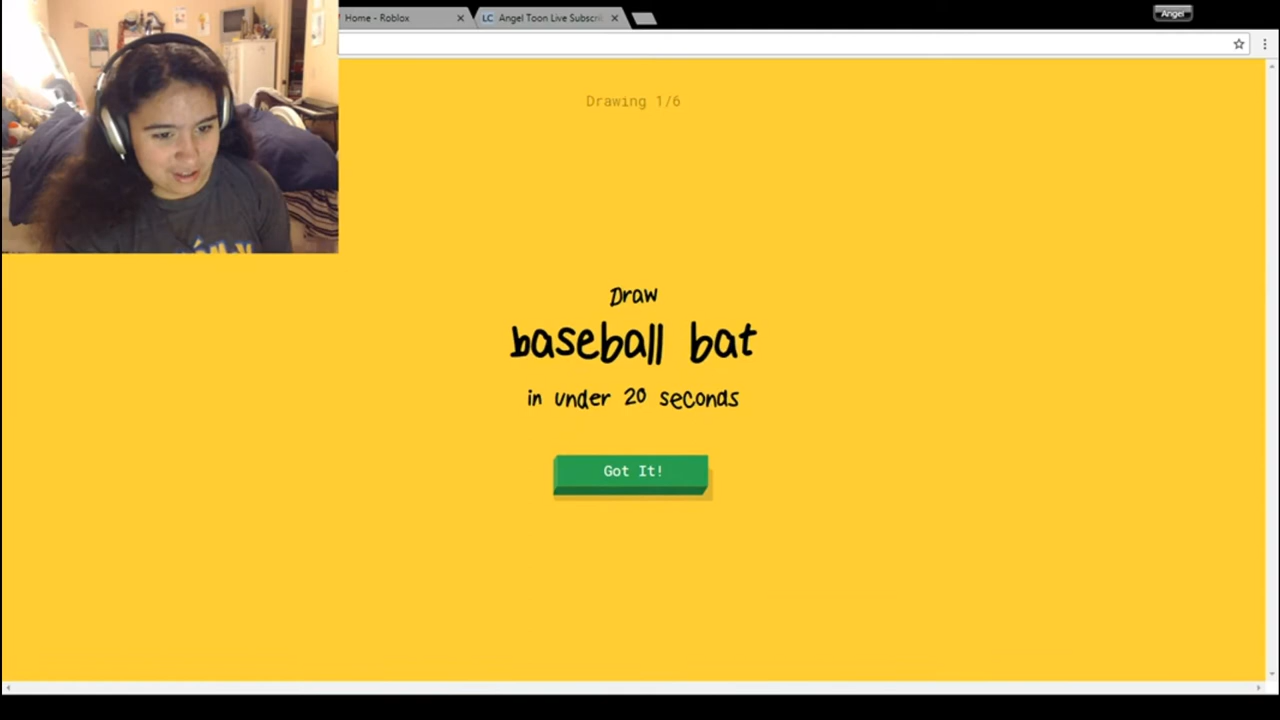 Home - Roblox
LC Angel Toon Live Subscri
Angel
Drawing 1/6
Draw
baseball bat
in under 20 seconds
Got It!